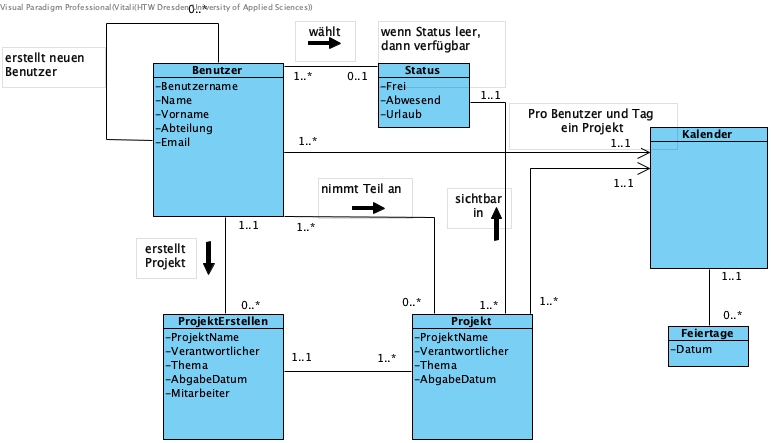 Visual Paradigm Professional(Vitali(HTW Dresden University of Applied Sciences))
0..*
wählt
wenn Status leer,
dann verfügbar
erstellt neuen
Benutzer
Benutzer
-Benutzername
-Name
-Vorname
-Abteilung
-Email
1..*
0..1
Status
-Frei
-Abwesend
-Urlaub
1..1
Pro Benutzer und Tag
ein Projekt
1..*
1..1
1..1
Kalender
nimmt Teil an
sichtbar
in
1..1
1..*
erstellt
Projekt
0..*
0..*
1..*
1..*
1..1
0..*
ProjektErstellen
-ProjektName
-Verantwortlicher
-Thema
-AbgabeDatum
-Mitarbeiter
1..1
1..*
Projekt
-ProjektName
-Verantwortlicher
-Thema
-AbgabeDatum
Feiertage
-Datum